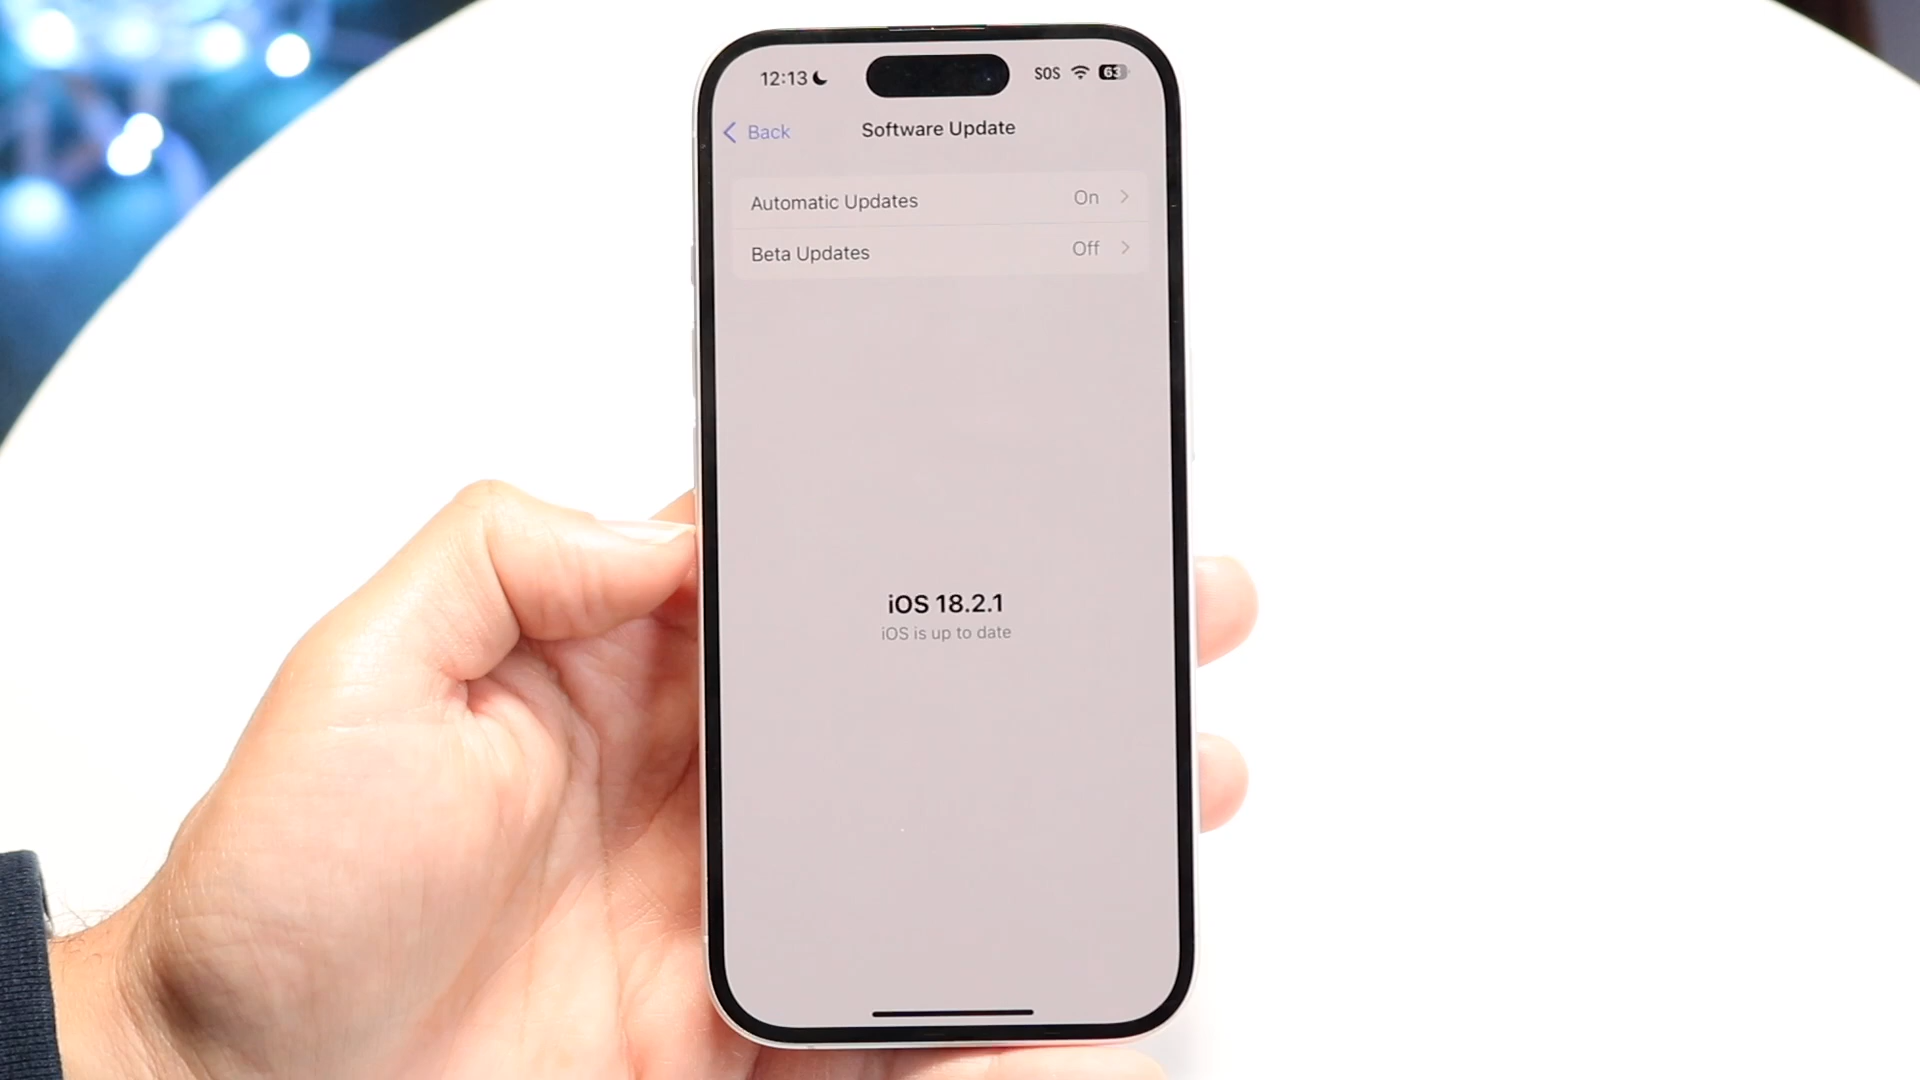 12:13 SOS 63
Back Software Update
Automatic Updates On
Beta Updates Off
iOS 18.2.1
iOS is up to date